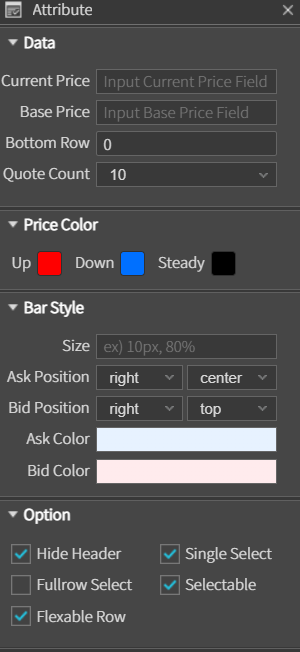 Attribute
Data
Current Price Input Current Price Field
Base Price Input Base Price Field
Bottom Row 0
Quote Count 10
Price Color
Up Down Steady
Bar Style
Size ex) 10px, 80%
Ask Position right center
Bid Position right top
Ask Color
Bid Color
Option
Hide Header Single Select
Fullrow Select Selectable
Flexable Row